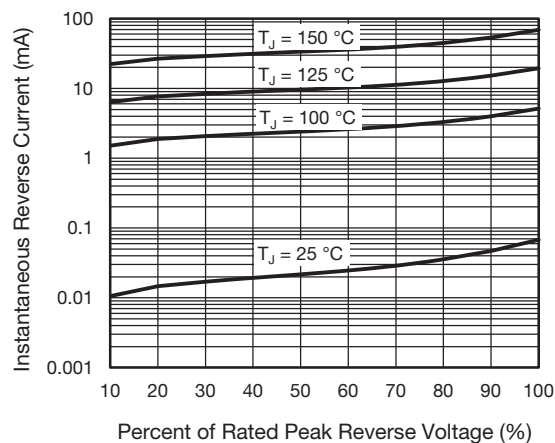 Instantaneous Reverse Current (mA)
100
10
1
0.1
0.01
0.001
T_J = 150 °C
T_J = 125 °C
T_J = 100 °C
T_J = 25 °C
10 20 30 40 50 60 70 80 90 100
Percent of Rated Peak Reverse Voltage (%)